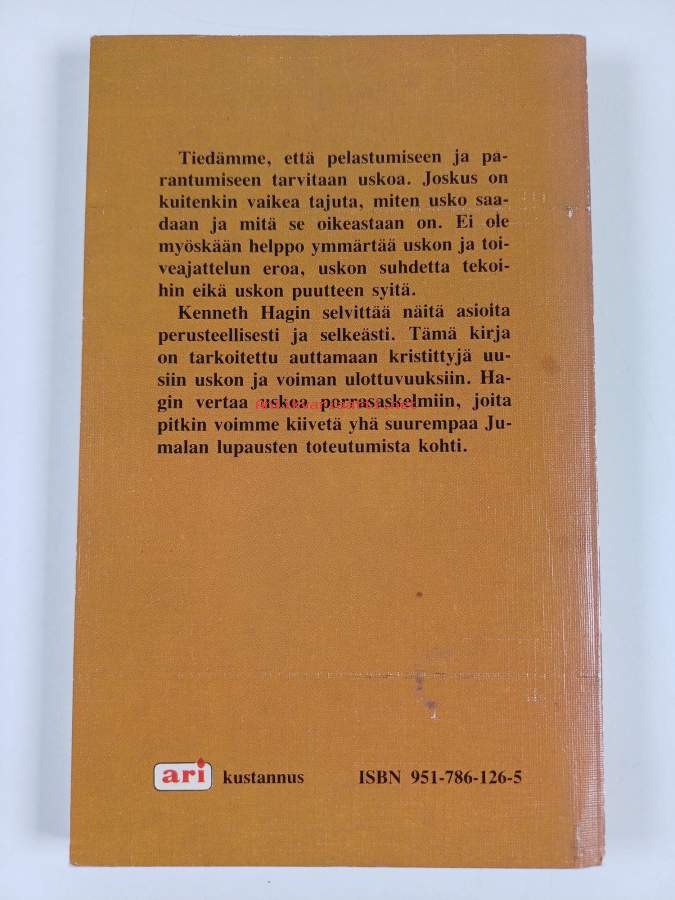 Tiedämme, että pelastumiseen ja pa-
rantumiseen tarvitaan uskoa. Joskus on
kuitenkin vaikea tajuta, miten usko saa-
daan ja mitä se oikeastaan on. Ei ole
myöskään helppo ymmärtää uskon ja toi-
veajattelun eroa, uskon suhdetta tekoi-
hin eikä uskon puutteen syitä.
Kenneth Hagin selvittää näitä asioita
perusteellisesti ja selkeästi. Tämä kirja
on tarkoitettu auttamaan kristittyjä uu-
siin uskon ja voiman ulottuvuuksiin. Ha-
gin vertaa uskoa porrasaskelmiin, joita
pitkin voimme kiivetä yhä suurempaa Ju-
malan lupausten toteutumista kohti.
ari kustannus ISBN 951-786-126-5